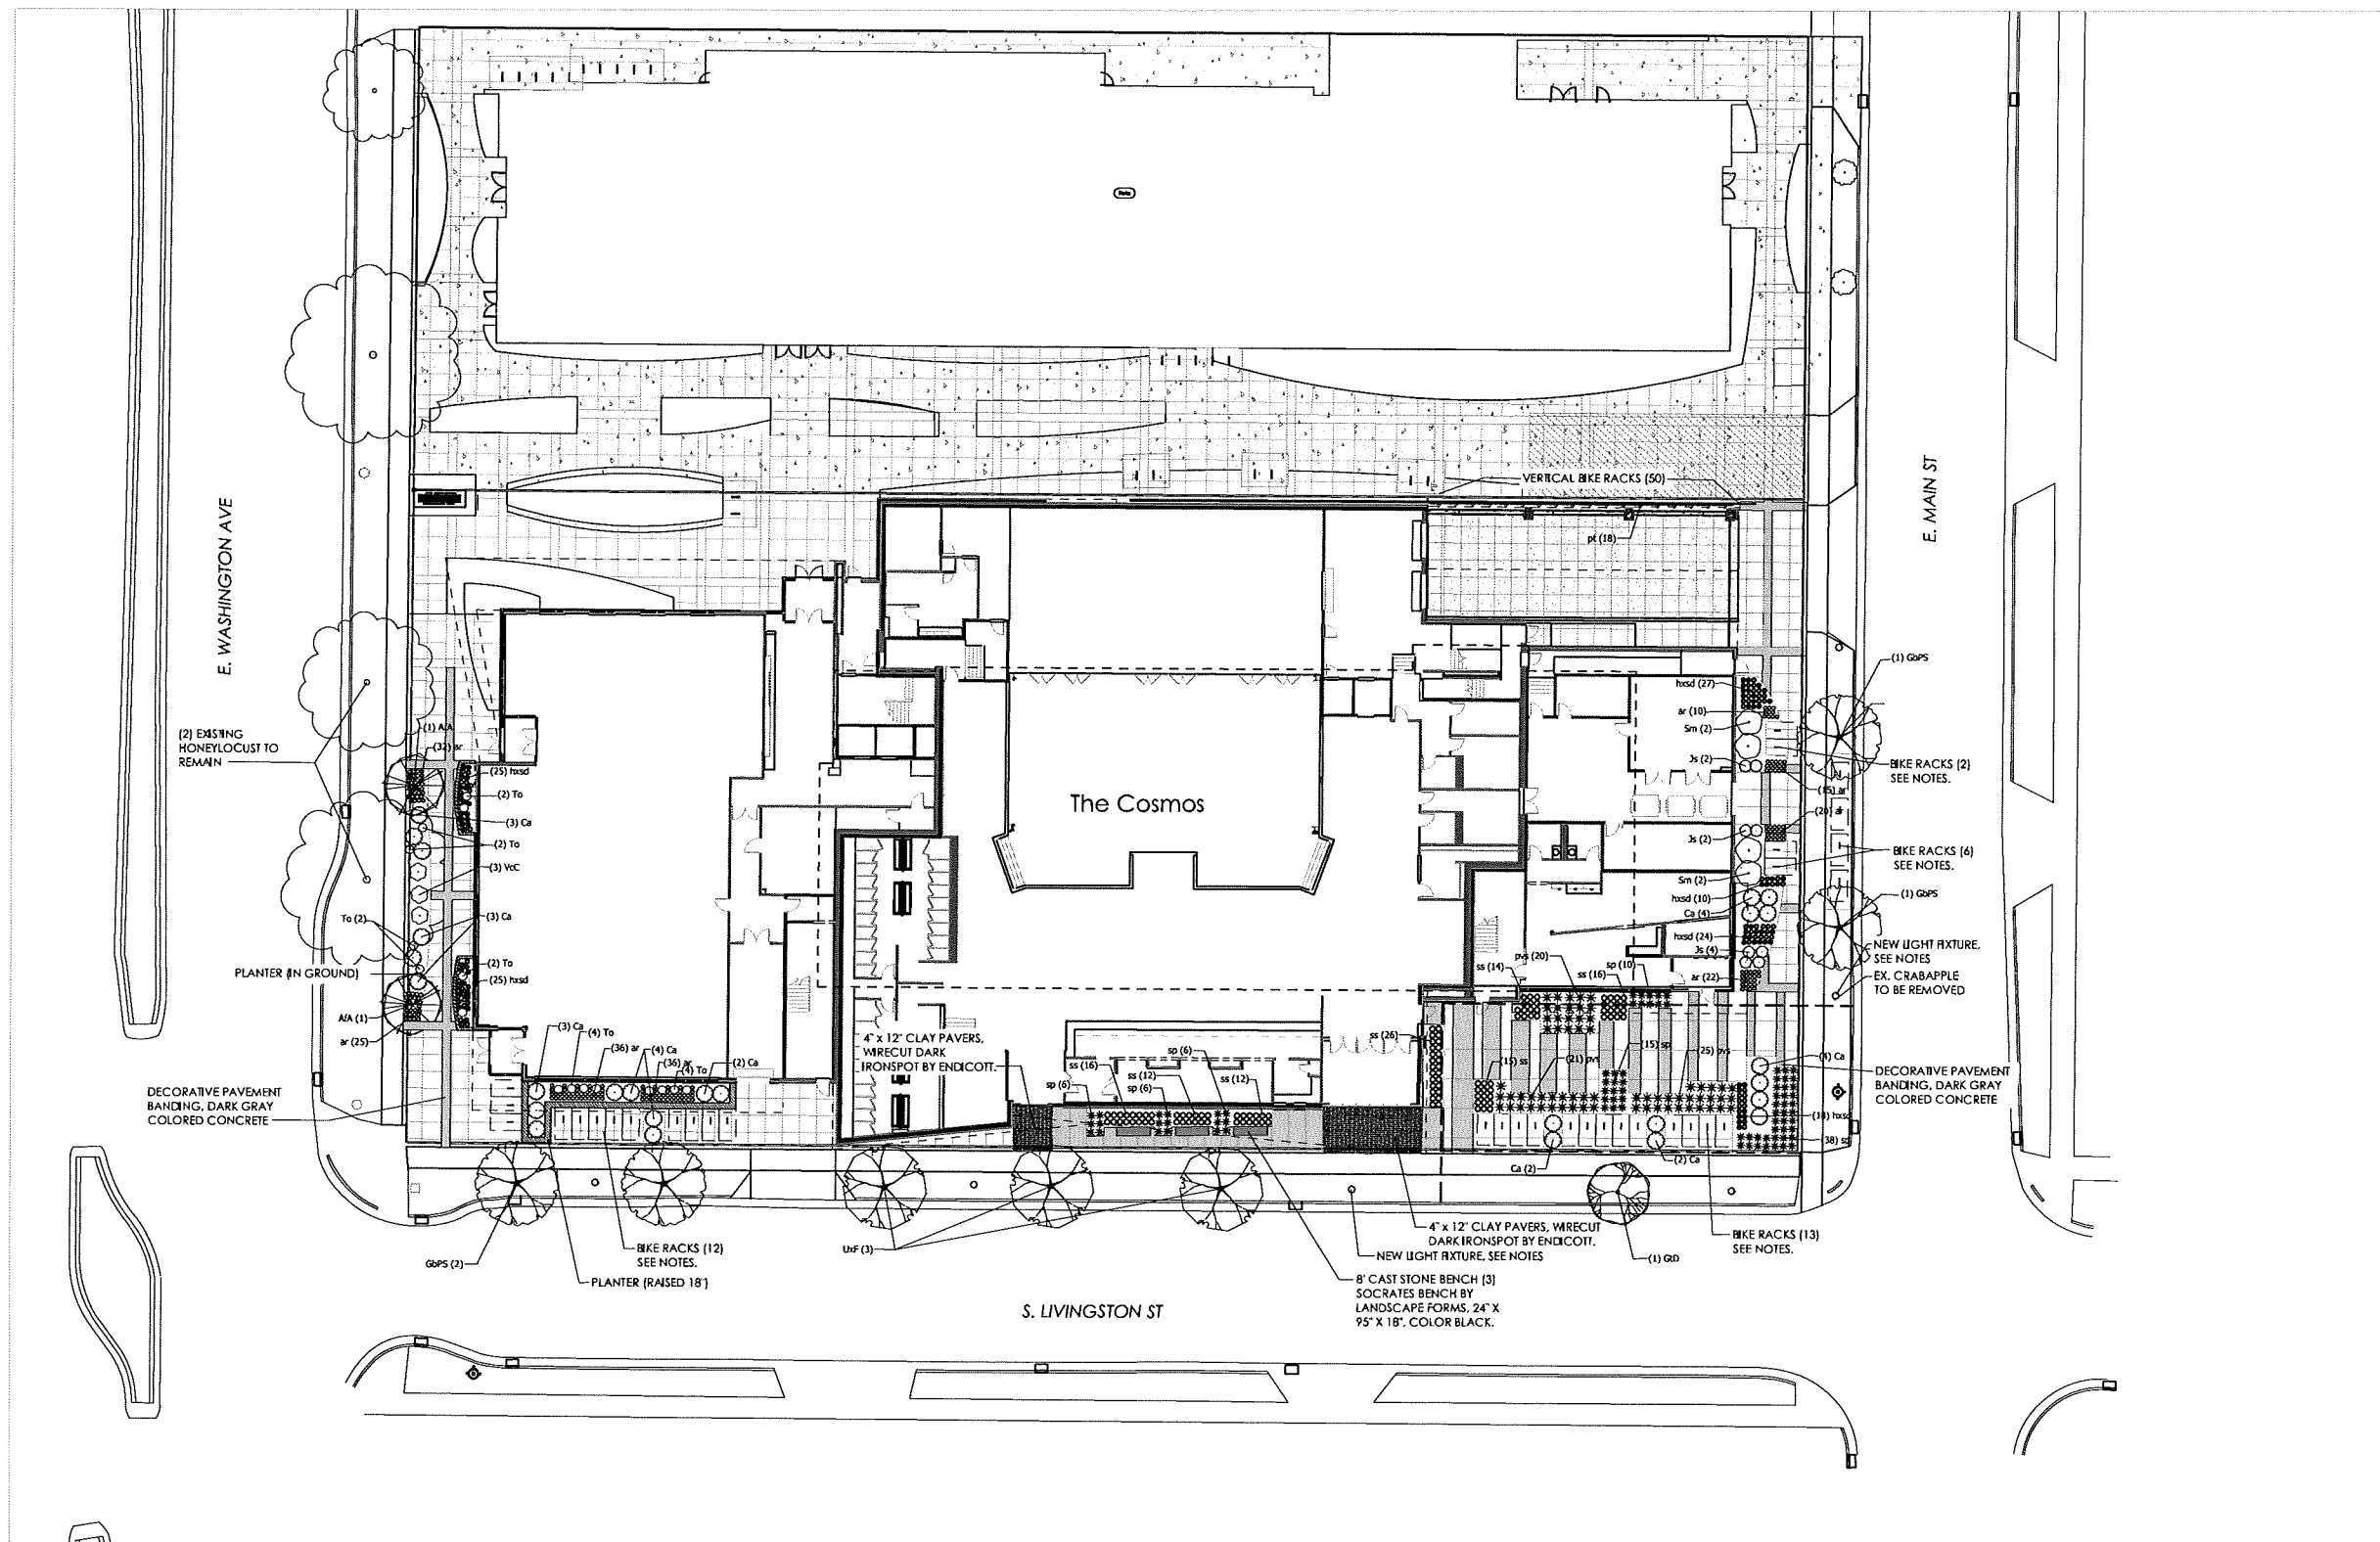 VERTICAL BIKE RACKS (50)
pt (18)
E. WASHINGTON AVE
E. MAIN ST
(1) GbPS
hxsd (27)
ar (10)
Sm (2)
(2) EXISTING
HONEYLOCUST TO
REMAIN
(1) AfA
(32) ar
(25) hxsd
(2) To
(3) Ca
(2) To
(3) VcC
To (2)
(3) Ca
PLANTER (IN GROUND)
(2) To
(25) hxsd
AfA (1)
ar (25)
The Cosmos
Js (2)
BIKE RACKS (2)
SEE NOTES.
(15) ar
(20) ar
Js (2)
BIKE RACKS (6)
SEE NOTES.
Sm (2)
hxsd (10)
Ca (4)
(1) GbPS
hxsd (24)
Js (4)
ar (22)
NEW LIGHT FIXTURE,
SEE NOTES
EX. CRABAPPLE
TO BE REMOVED
pvs (20)
ss (14)
ss (16)
sp (10)
(3) Ca
(4) To
(36) ar
(4) Ca
(36) ar
(4) To
(2) Ca
4" x 12" CLAY PAVERS,
WIRECUT DARK
IRONSPOT BY ENDICOTT.
ss (26)
sp (6)
ss (16)
ss (12)
sp (6)
sp (6)
ss (12)
(15) ss
(21) pvs
(15) sp
(25) pvs
(4) Ca
DECORATIVE PAVEMENT
BANDING, DARK GRAY
COLORED CONCRETE
DECORATIVE PAVEMENT
BANDING, DARK GRAY
COLORED CONCRETE
(38) sp
Ca (2)
(2) Ca
4" x 12" CLAY PAVERS, WIRECUT
DARK IRONSPOT BY ENDICOTT.
NEW LIGHT FIXTURE, SEE NOTES
BIKE RACKS (13)
SEE NOTES.
(1) GtD
BIKE RACKS (12)
SEE NOTES.
UxF (3)
GbPS (2)
PLANTER (RAISED 18")
8' CAST STONE BENCH (3)
SOCRATES BENCH BY
LANDSCAPE FORMS, 24" X
95" X 18", COLOR BLACK.
S. LIVINGSTON ST